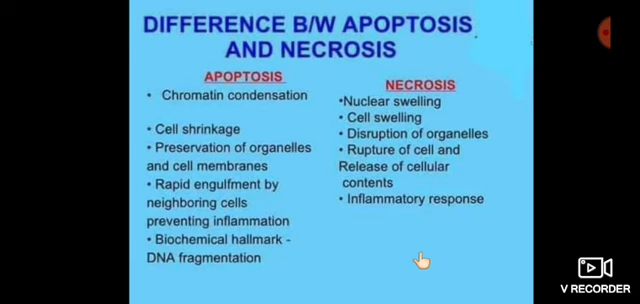 DIFFERENCE B/W APOPTOSIS
AND NECROSIS
APOPTOSIS
• Chromatin condensation
• Cell shrinkage
• Preservation of organelles
and cell membranes
• Rapid engulfment by
neighboring cells
preventing inflammation
• Biochemical hallmark -
DNA fragmentation
NECROSIS
•Nuclear swelling
• Cell swelling
• Disruption of organelles
• Rupture of cell and
Release of cellular
contents
• Inflammatory response
V RECORDER